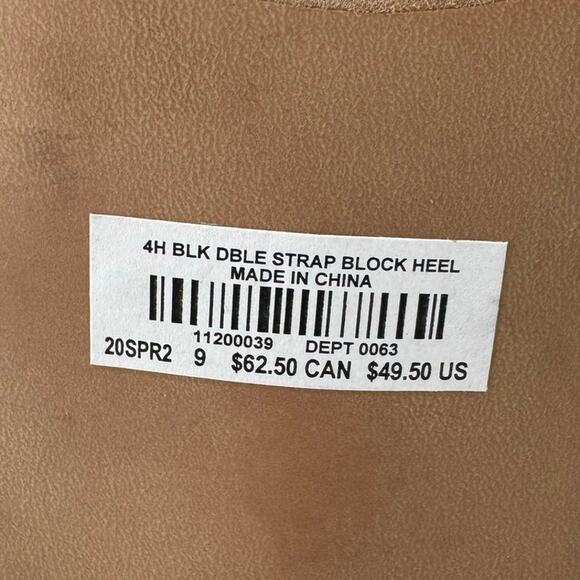 4H BLK DBLE STRAP BLOCK HEEL
MADE IN CHINA
11200039 DEPT 0063
20SPR2 9 $62.50 CAN $49.50 US